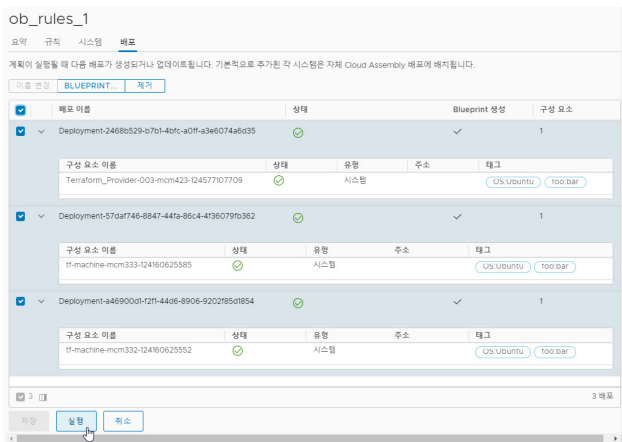 ob_rules_1
요약 규칙 시스템 배포
계획이 실행될 때 다음 배포가 생성되거나 업데이트됩니다. 기본적으로 추가된 각 시스템은 자체 Cloud Assembly 배포에 배치됩니다.
이름 변경 BLUEPRINT... 제거
배포 이름 상태 Blueprint 생성 구성 요소
Deployment-2468b529-b7b1-4bfc-a0ff-a3e6074a6d35 1
구성 요소 이름 상태 유형 주소 태그
Terraform_Provider-003-mcm423-124577107709 시스템 OS:Ubuntu foo:bar
Deployment-57daf746-8847-44fa-86c4-4f36079fb362 1
구성 요소 이름 상태 유형 주소 태그
tf-machine-mcm333-124160625585 시스템 OS:Ubuntu foo:bar
Deployment-a46900d1-f2f1-44d6-8906-9202f85d1854 1
구성 요소 이름 상태 유형 주소 태그
tf-machine-mcm332-124160625552 시스템 OS:Ubuntu foo:bar
3 3 배포
저장 실행 취소